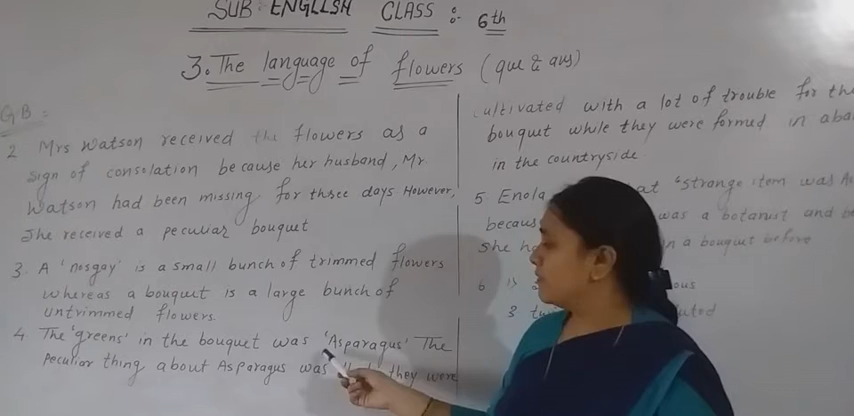 SUB: ENGLISH CLASS :- 6th
3. The language of flowers (que & ans)
GB =
2 Mrs Watson received the flowers as a
sign of consolation because her husband, Mr
Watson had been missing for three days However,
She received a peculiar bouquet
3. A 'nosgay' is a small bunch of trimmed flowers
whereas a bouquet is a large bunch of
untrimmed flowers.
4. The 'greens' in the bouquet was 'Asparagus' The
Peculiar thing about Asparagus was they were
cultivated with a lot of trouble for the
bouquet while they were formed in
in the countryside
5 Enola at "strange item was
because was a botanist and
She in a bouquet before
6
3